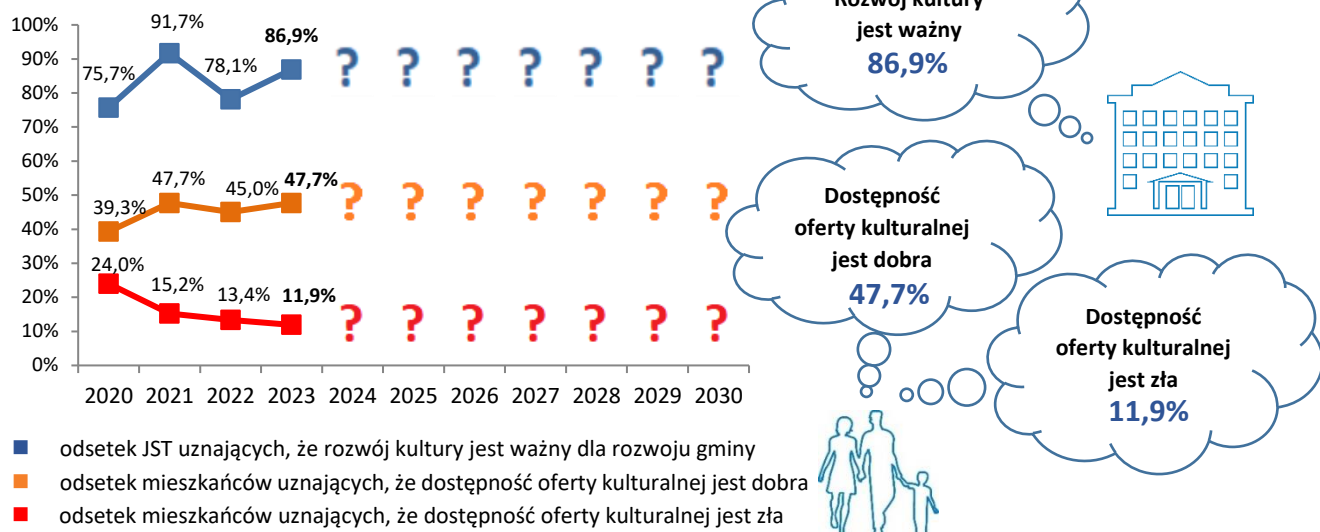 100%
90%
80%
70%
60%
50%
40%
30%
20%
10%
0%
75,7%
91,7%
78,1%
86,9%
? ? ? ? ? ? ?
39,3%
47,7%
45,0%
47,7%
? ? ? ? ? ? ?
24,0%
15,2%
13,4%
11,9%
? ? ? ? ? ? ?
2020 2021 2022 2023 2024 2025 2026 2027 2028 2029 2030
odsetek JST uznających, że rozwój kultury jest ważny dla rozwoju gminy
odsetek mieszkańców uznających, że dostępność oferty kulturalnej jest dobra
odsetek mieszkańców uznających, że dostępność oferty kulturalnej jest zła
Rozwój kultury
jest ważny
86,9%
Dostępność
oferty kulturalnej
jest dobra
47,7%
Dostępność
oferty kulturalnej
jest zła
11,9%